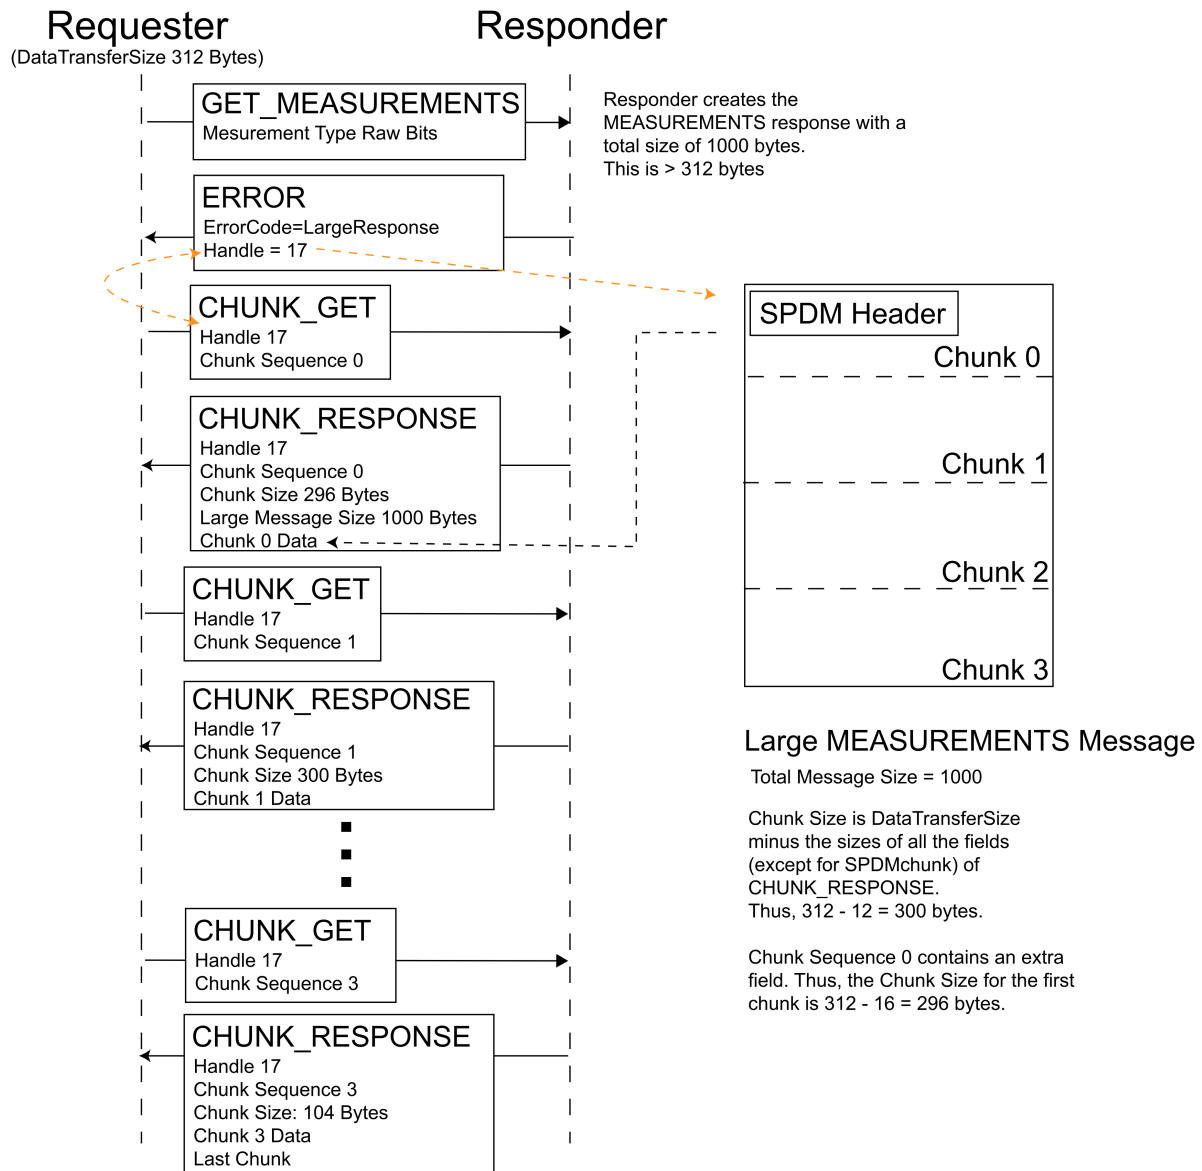 Requester
(DataTransferSize 312 Bytes)
Responder
GET_MEASUREMENTS
Mesurement Type Raw Bits
Responder creates the
MEASUREMENTS response with a
total size of 1000 bytes.
This is > 312 bytes
ERROR
ErrorCode=LargeResponse
Handle = 17
CHUNK_GET
Handle 17
Chunk Sequence 0
CHUNK_RESPONSE
Handle 17
Chunk Sequence 0
Chunk Size 296 Bytes
Large Message Size 1000 Bytes
Chunk 0 Data
CHUNK_GET
Handle 17
Chunk Sequence 1
CHUNK_RESPONSE
Handle 17
Chunk Sequence 1
Chunk Size 300 Bytes
Chunk 1 Data
CHUNK_GET
Handle 17
Chunk Sequence 3
CHUNK_RESPONSE
Handle 17
Chunk Sequence 3
Chunk Size: 104 Bytes
Chunk 3 Data
Last Chunk
SPDM Header
Chunk 0
Chunk 1
Chunk 2
Chunk 3
Large MEASUREMENTS Message
Total Message Size = 1000
Chunk Size is DataTransferSize
minus the sizes of all the fields
(except for SPDMchunk) of
CHUNK_RESPONSE.
Thus, 312 - 12 = 300 bytes.
Chunk Sequence 0 contains an extra
field. Thus, the Chunk Size for the first
chunk is 312 - 16 = 296 bytes.